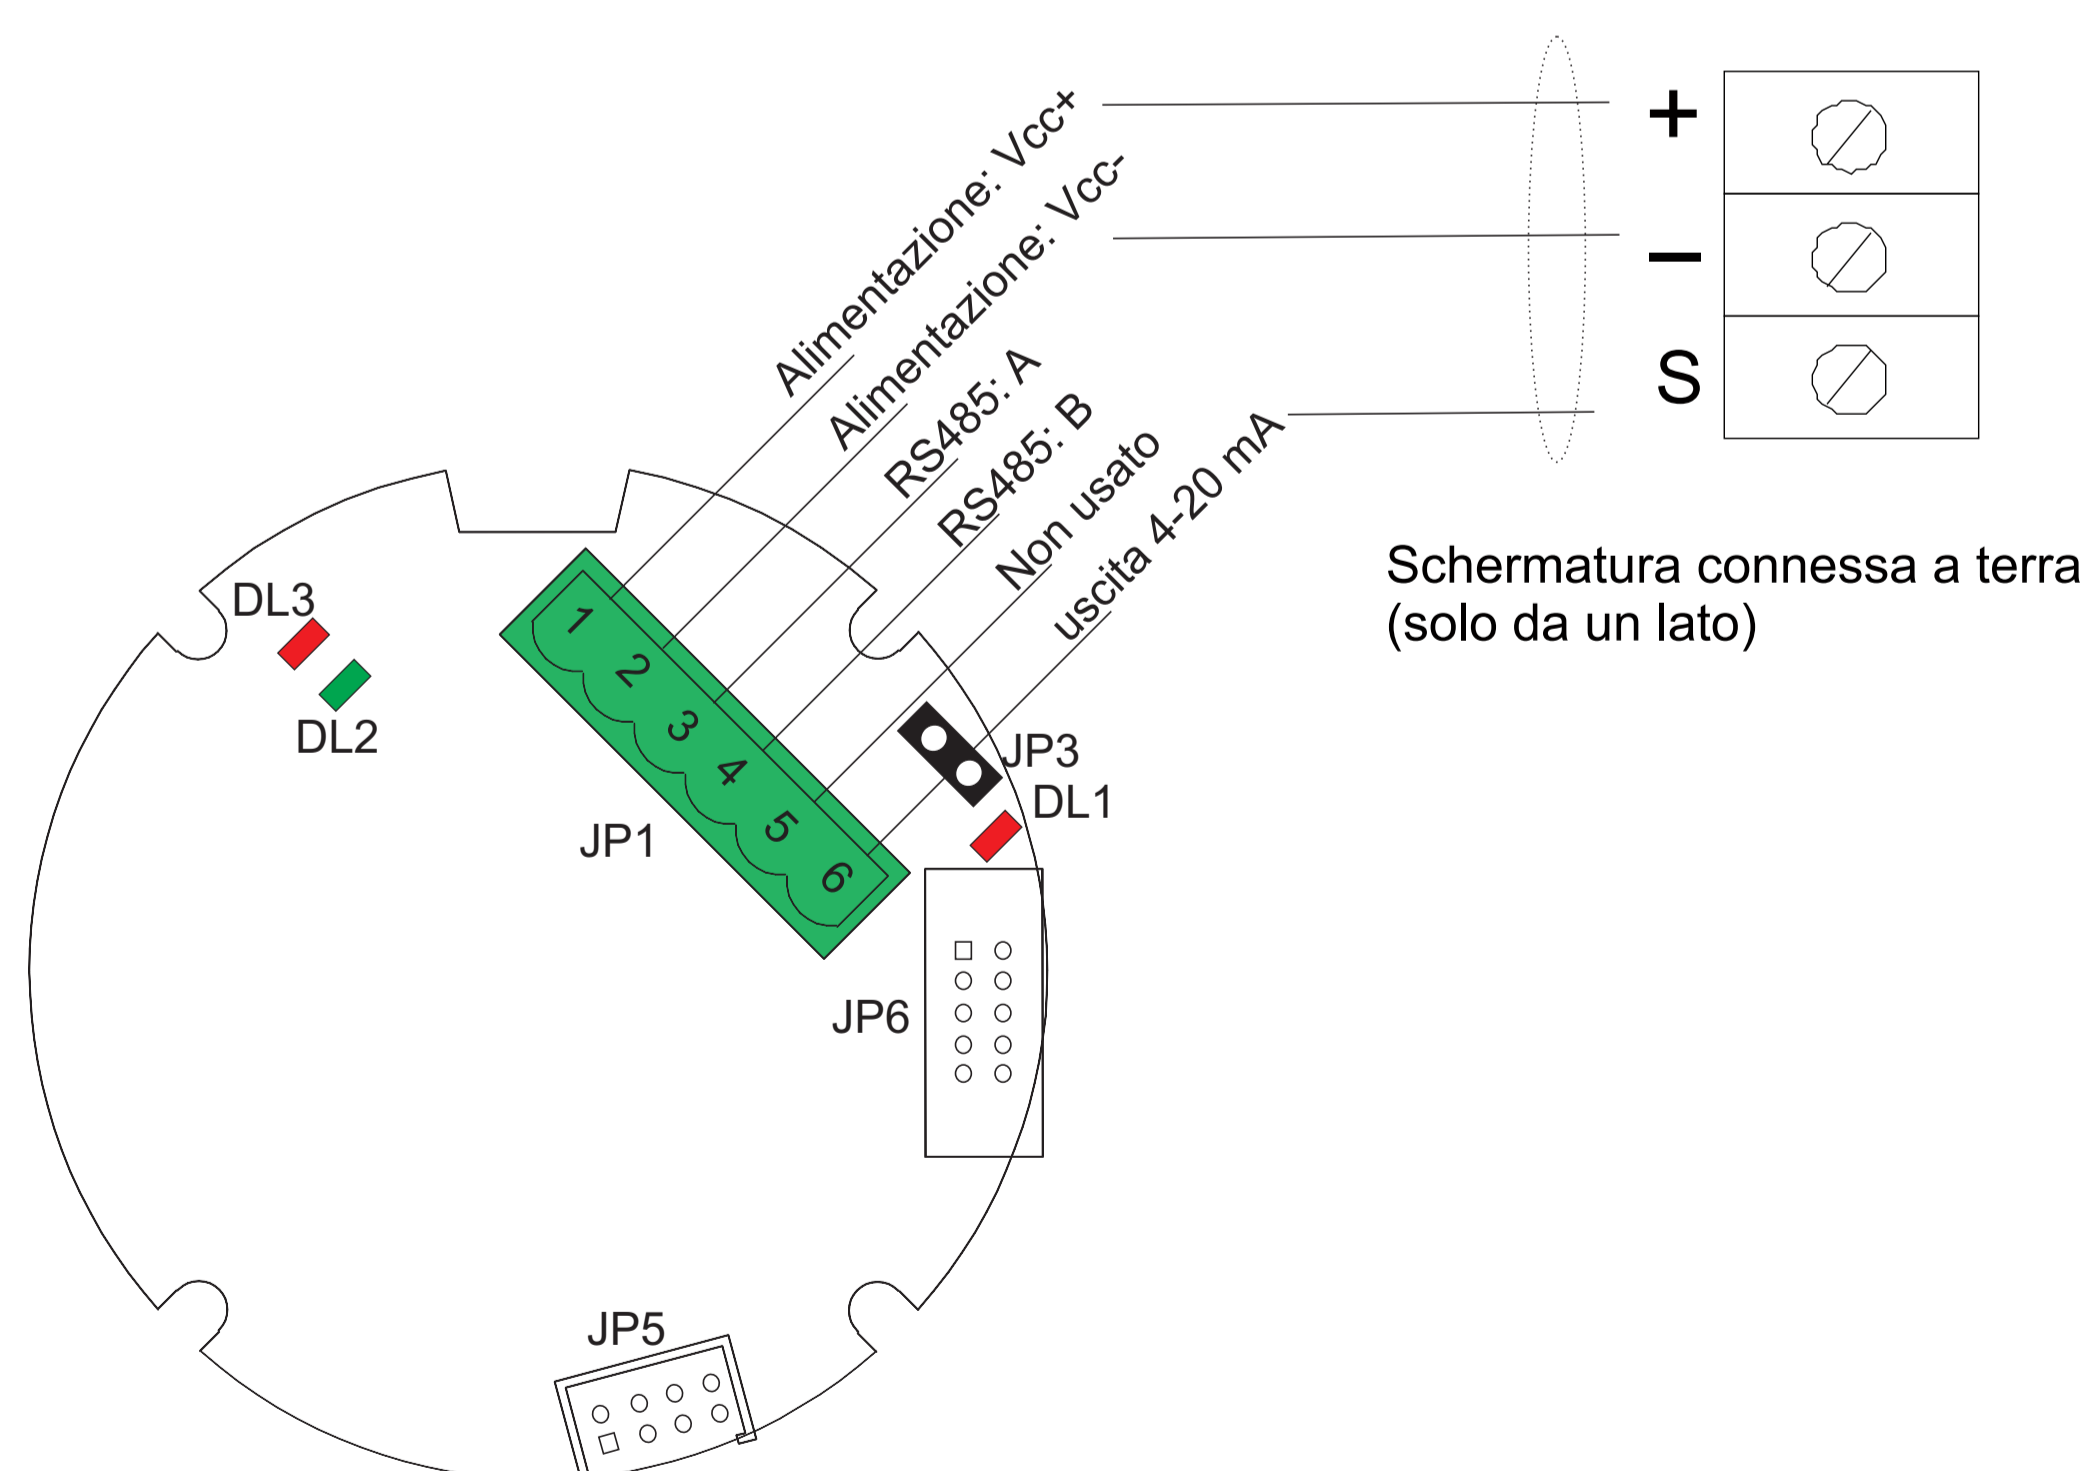 Alimentazione: Vcc+
Alimentazione: Vcc-
RS485: A
RS485: B
Non usato
uscita 4-20 mA
+
−
S
Schermatura connessa a terra
(solo da un lato)
DL3
DL2
1
2
3
4
5
6
JP1
JP3
DL1
JP6
JP5